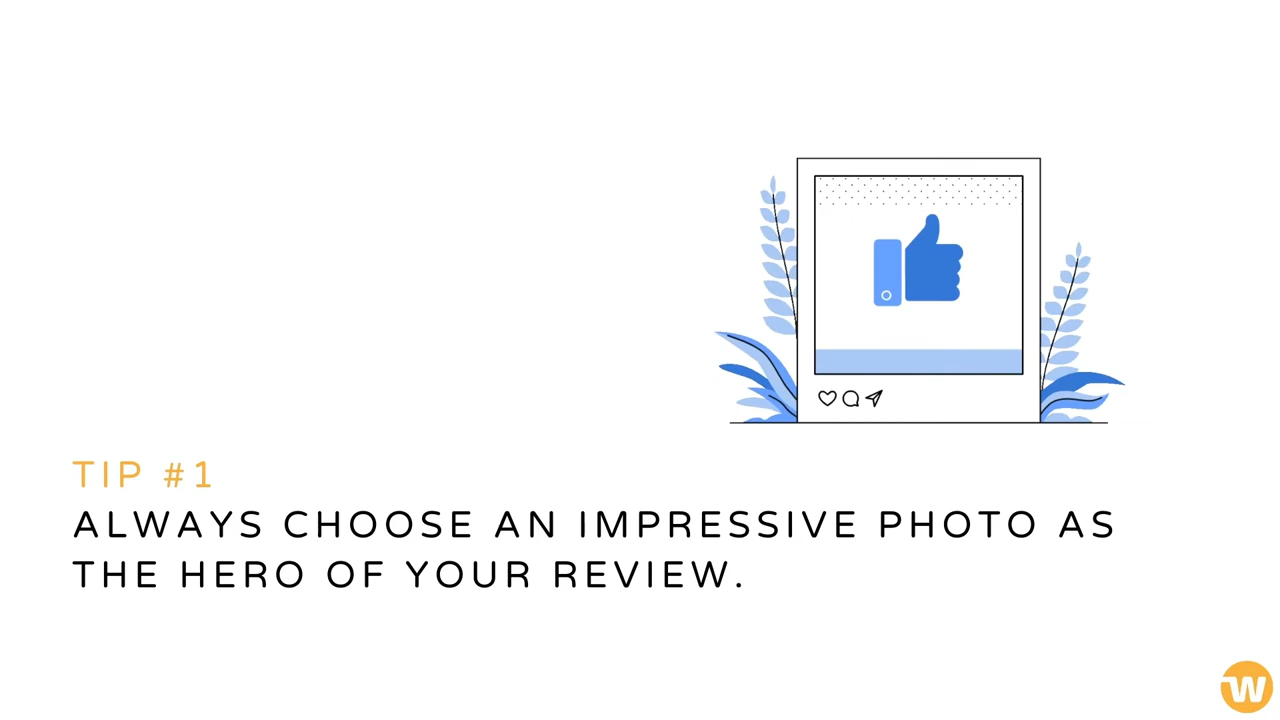 TIP #1
ALWAYS CHOOSE AN IMPRESSIVE PHOTO AS
THE HERO OF YOUR REVIEW.
W